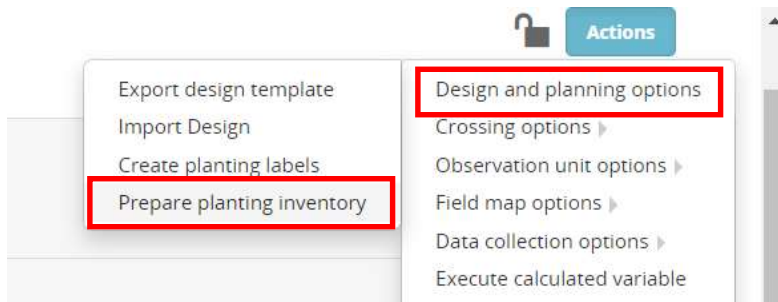 Actions
Export design template
Import Design
Create planting labels
Prepare planting inventory
Design and planning options
Crossing options
Observation unit options
Field map options
Data collection options
Execute calculated variable